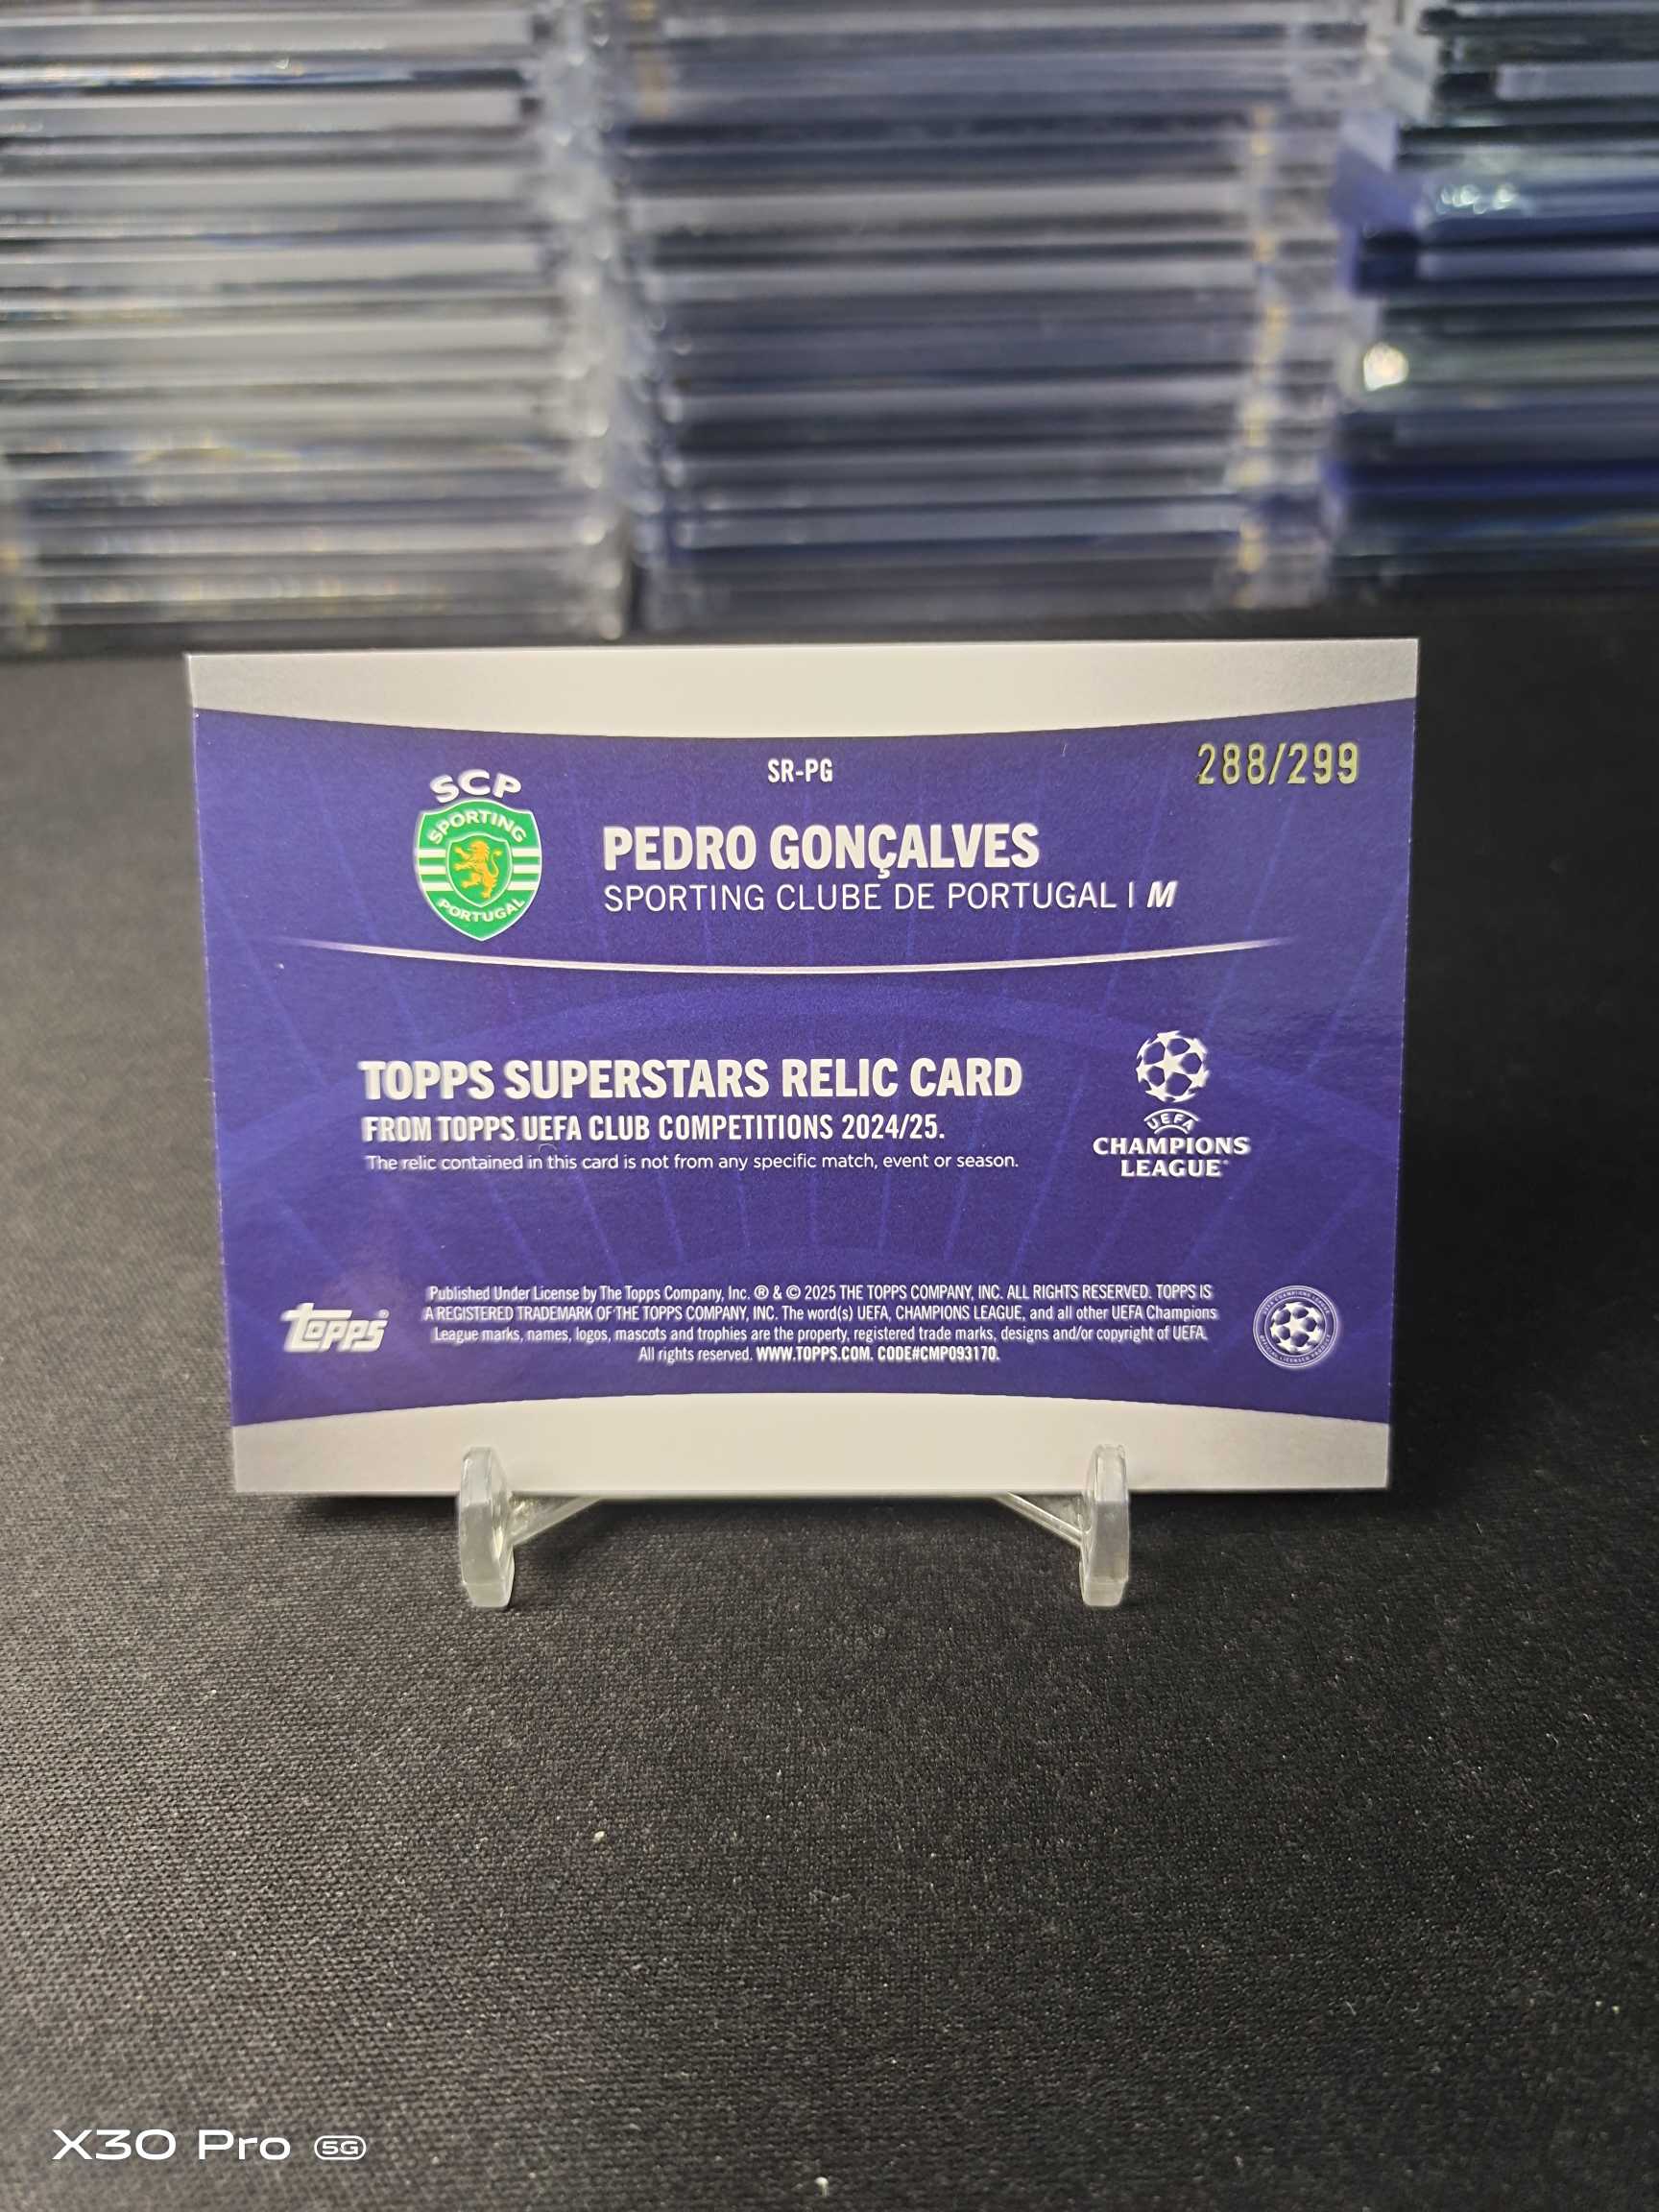 SR-PG
288/299
SCP
SPORTING
PORTUGAL
PEDRO GONÇALVES
SPORTING CLUBE DE PORTUGAL | M
TOPPS SUPERSTARS RELIC CARD
FROM TOPPS UEFA CLUB COMPETITIONS 2024/25.
The relic contained in this card is not from any specific match, event or season.
UEFA
CHAMPIONS
LEAGUE
topps®
Published Under License by The Topps Company, Inc. ® & © 2025 THE TOPPS COMPANY, INC. ALL RIGHTS RESERVED. TOPPS IS
A REGISTERED TRADEMARK OF THE TOPPS COMPANY, INC. The word(s) UEFA, CHAMPIONS LEAGUE, and all other UEFA Champions
League marks, names, logos, mascots and trophies are the property, registered trade marks, designs and/or copyright of UEFA.
All rights reserved. WWW.TOPPS.COM. CODE#CMP093170.
X30 Pro 5G